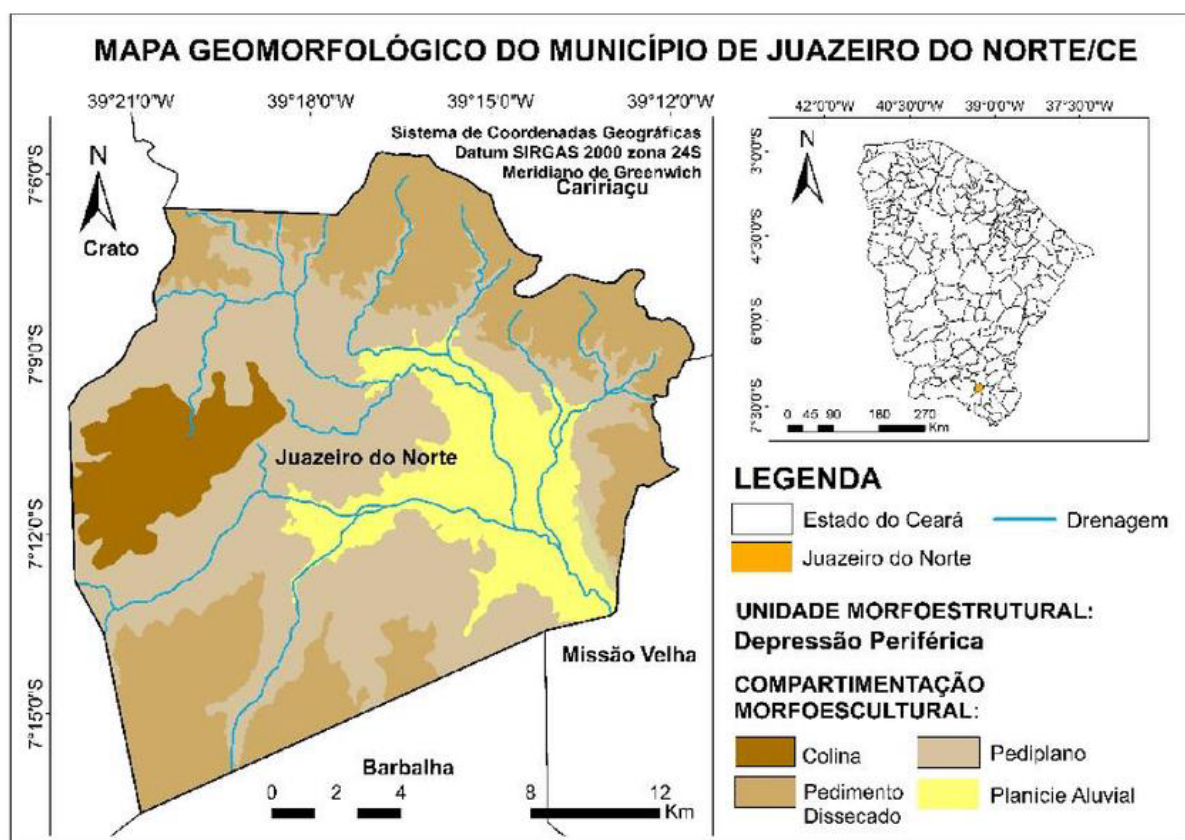 MAPA GEOMORFOLÓGICO DO MUNICÍPIO DE JUAZEIRO DO NORTE/CE
39°21'0"W 39°18'0"W 39°15'0"W 39°12'0"W
Sistema de Coordenadas Geográficas
Datum SIRGAS 2000 zona 24S
Meridiano de Greenwich
N
7°6'0"S
7°9'0"S
7°12'0"S
7°15'0"S
Caririaçu
Crato
Juazeiro do Norte
Missão Velha
Barbalha
0 2 4 8 12
Km
42°0'0"W 40°30'0"W 39°0'0"W 37°30'0"W
N
3°0'0"S
4°30'0"S
6°0'0"S
7°30'0"S
0 45 90 180 270
Km
LEGENDA
Estado do Ceará Drenagem
Juazeiro do Norte
UNIDADE MORFOESTRUTURAL:
Depressão Periférica
COMPARTIMENTAÇÃO
MORFOESCULTURAL:
Colina Pediplano
Pedimento Planicie Aluvial
Dissecado